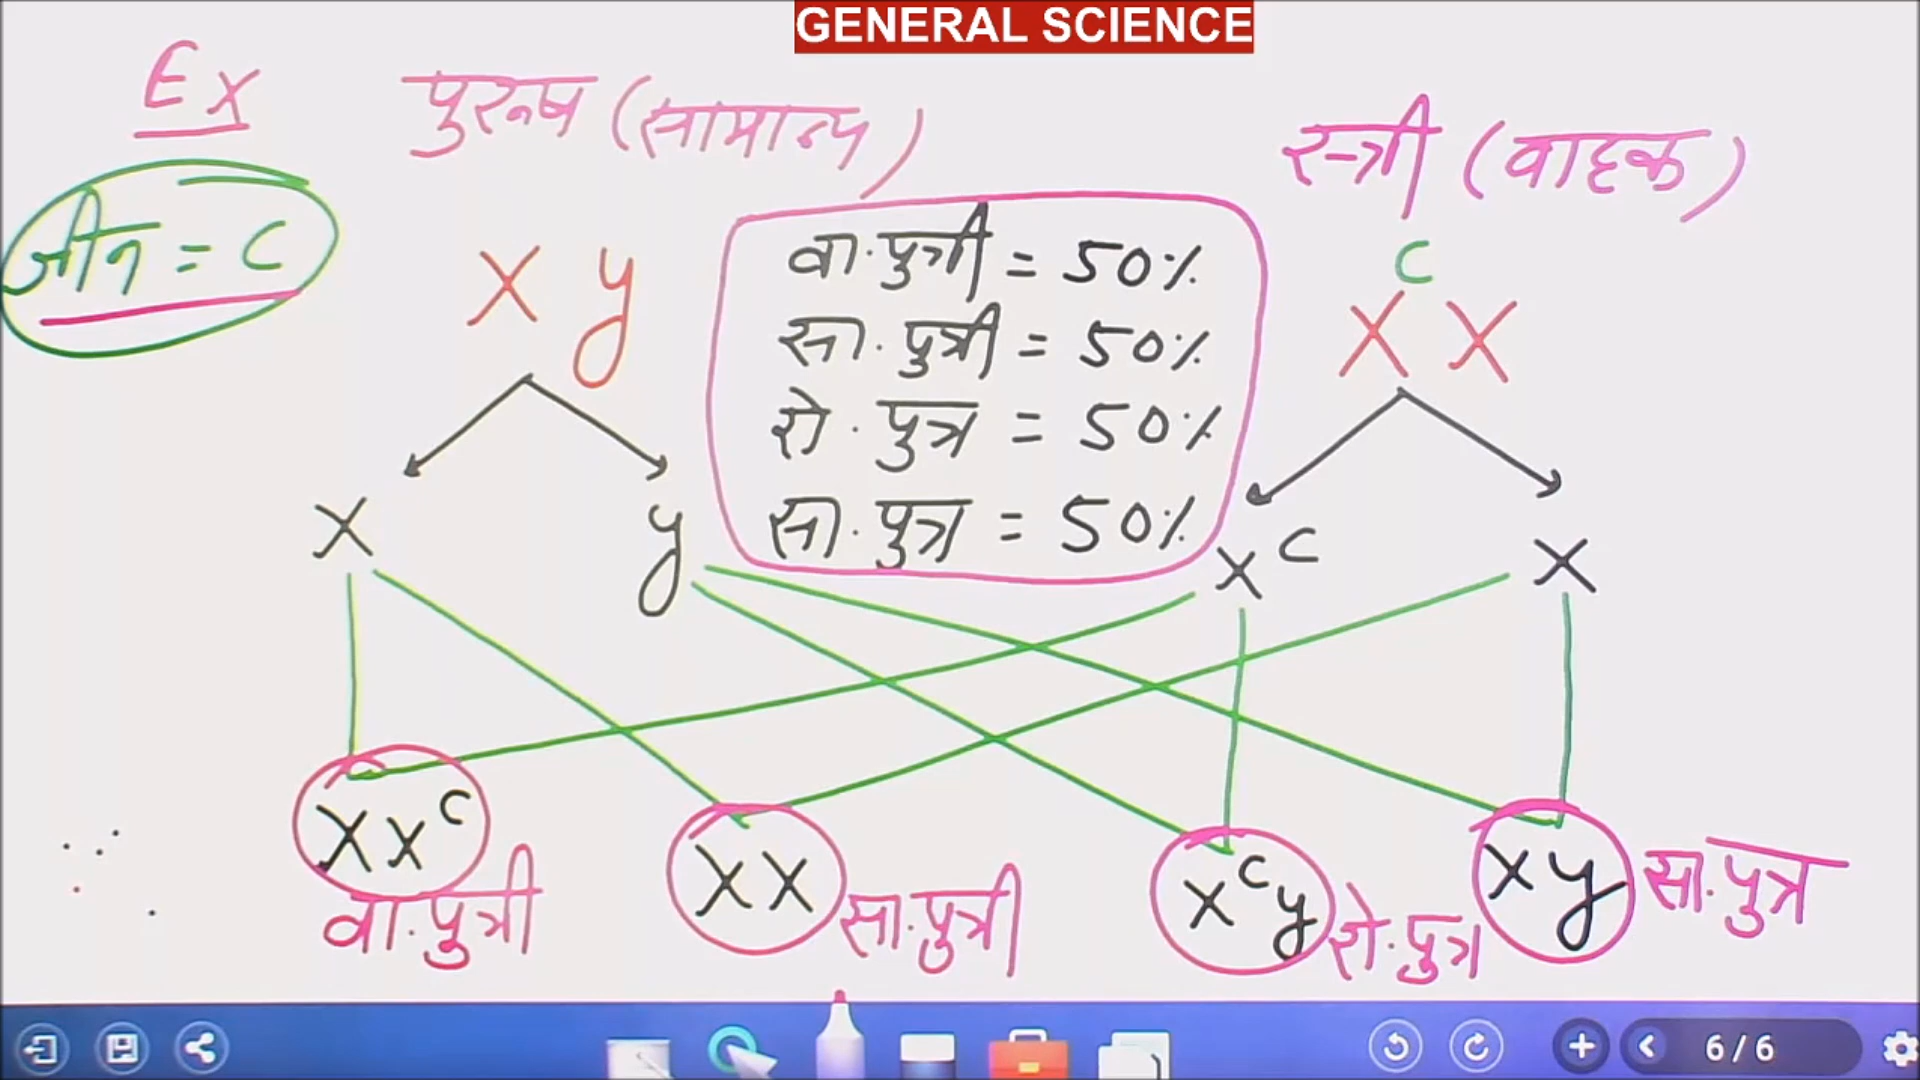 GENERAL SCIENCE
Ex
पुरूष (सामान्य)
स्त्री (वाहक)
जीन = C
X y
वा.पुत्री = 50%
सा.पुत्री = 50%
रो.पुत्र = 50%
सा.पुत्र = 50%
C
X X
X
y
X C
X
X X C
वा.पुत्री
X X
सा.पुत्री
X C y
रो.पुत्र
X y
सा.पुत्र
6/6